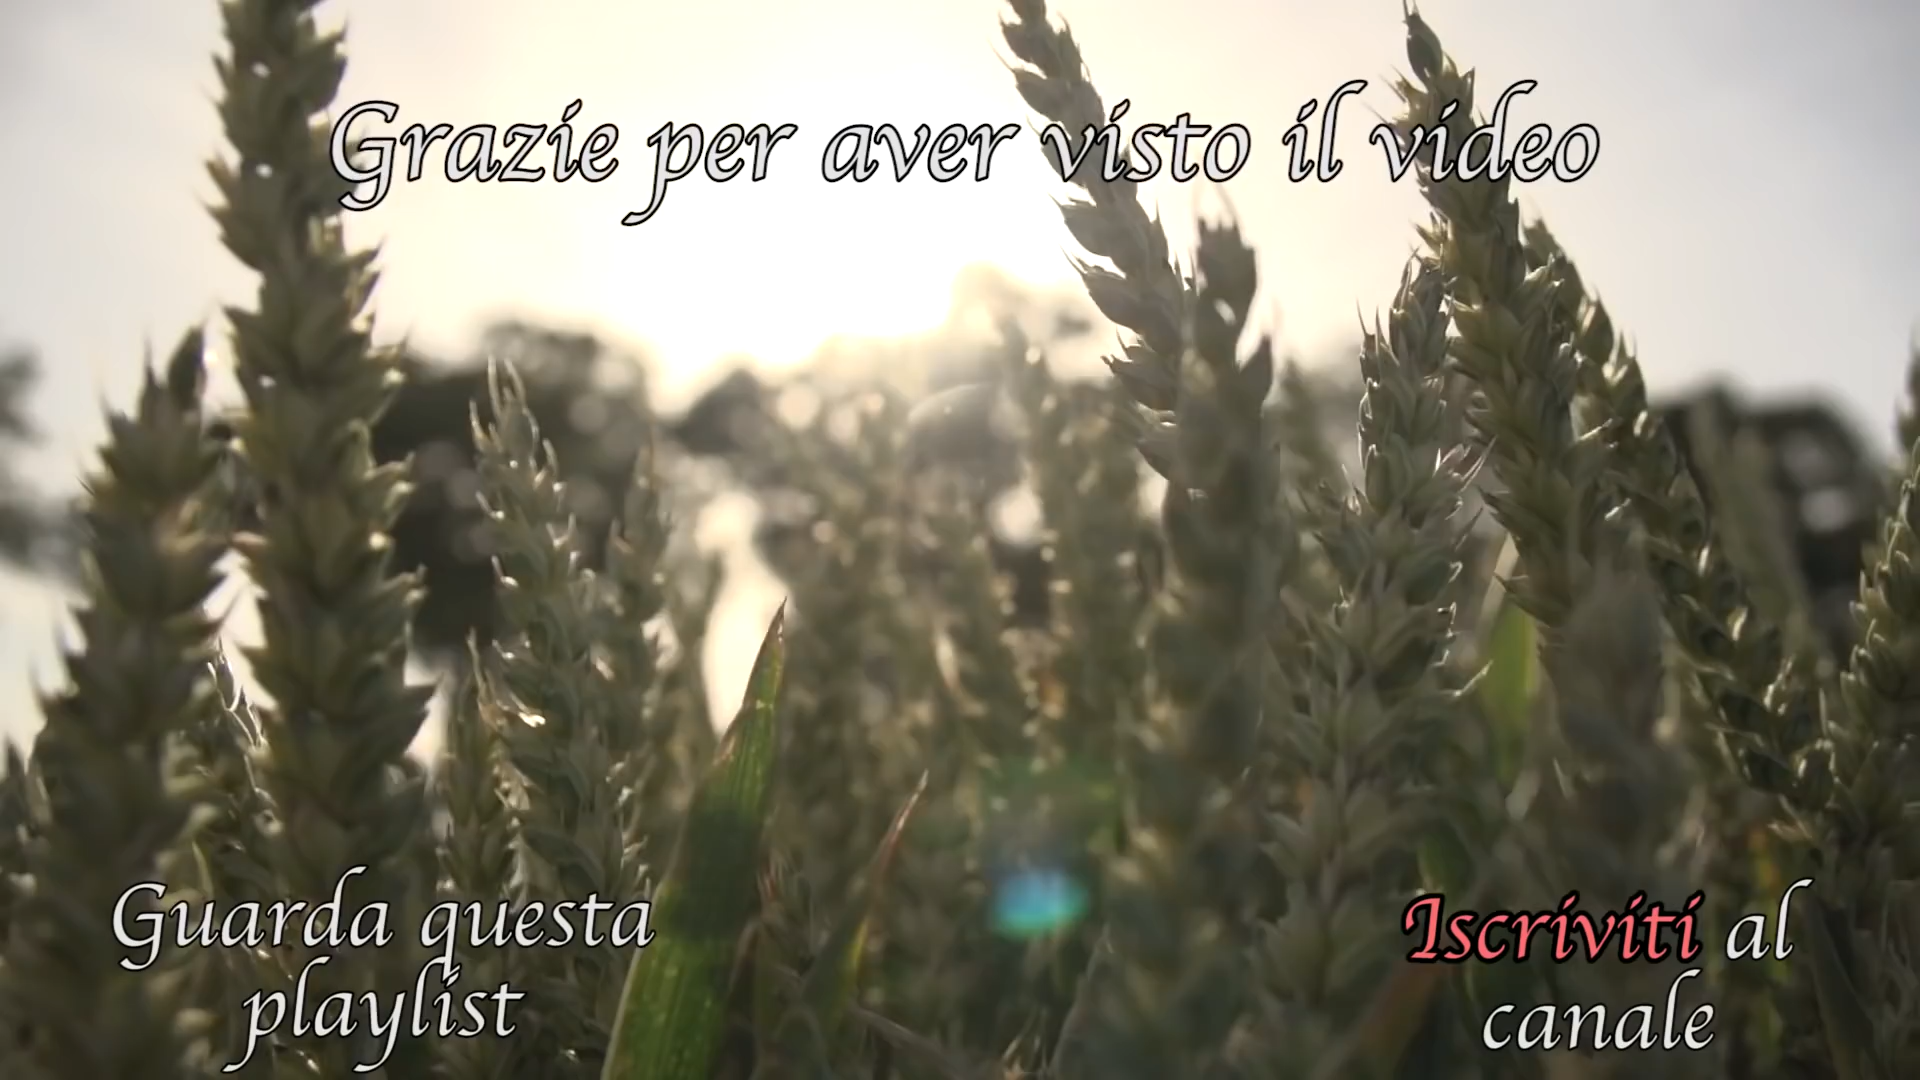 Grazie per aver visto il video
Guarda questa
playlist
Iscriviti al
canale